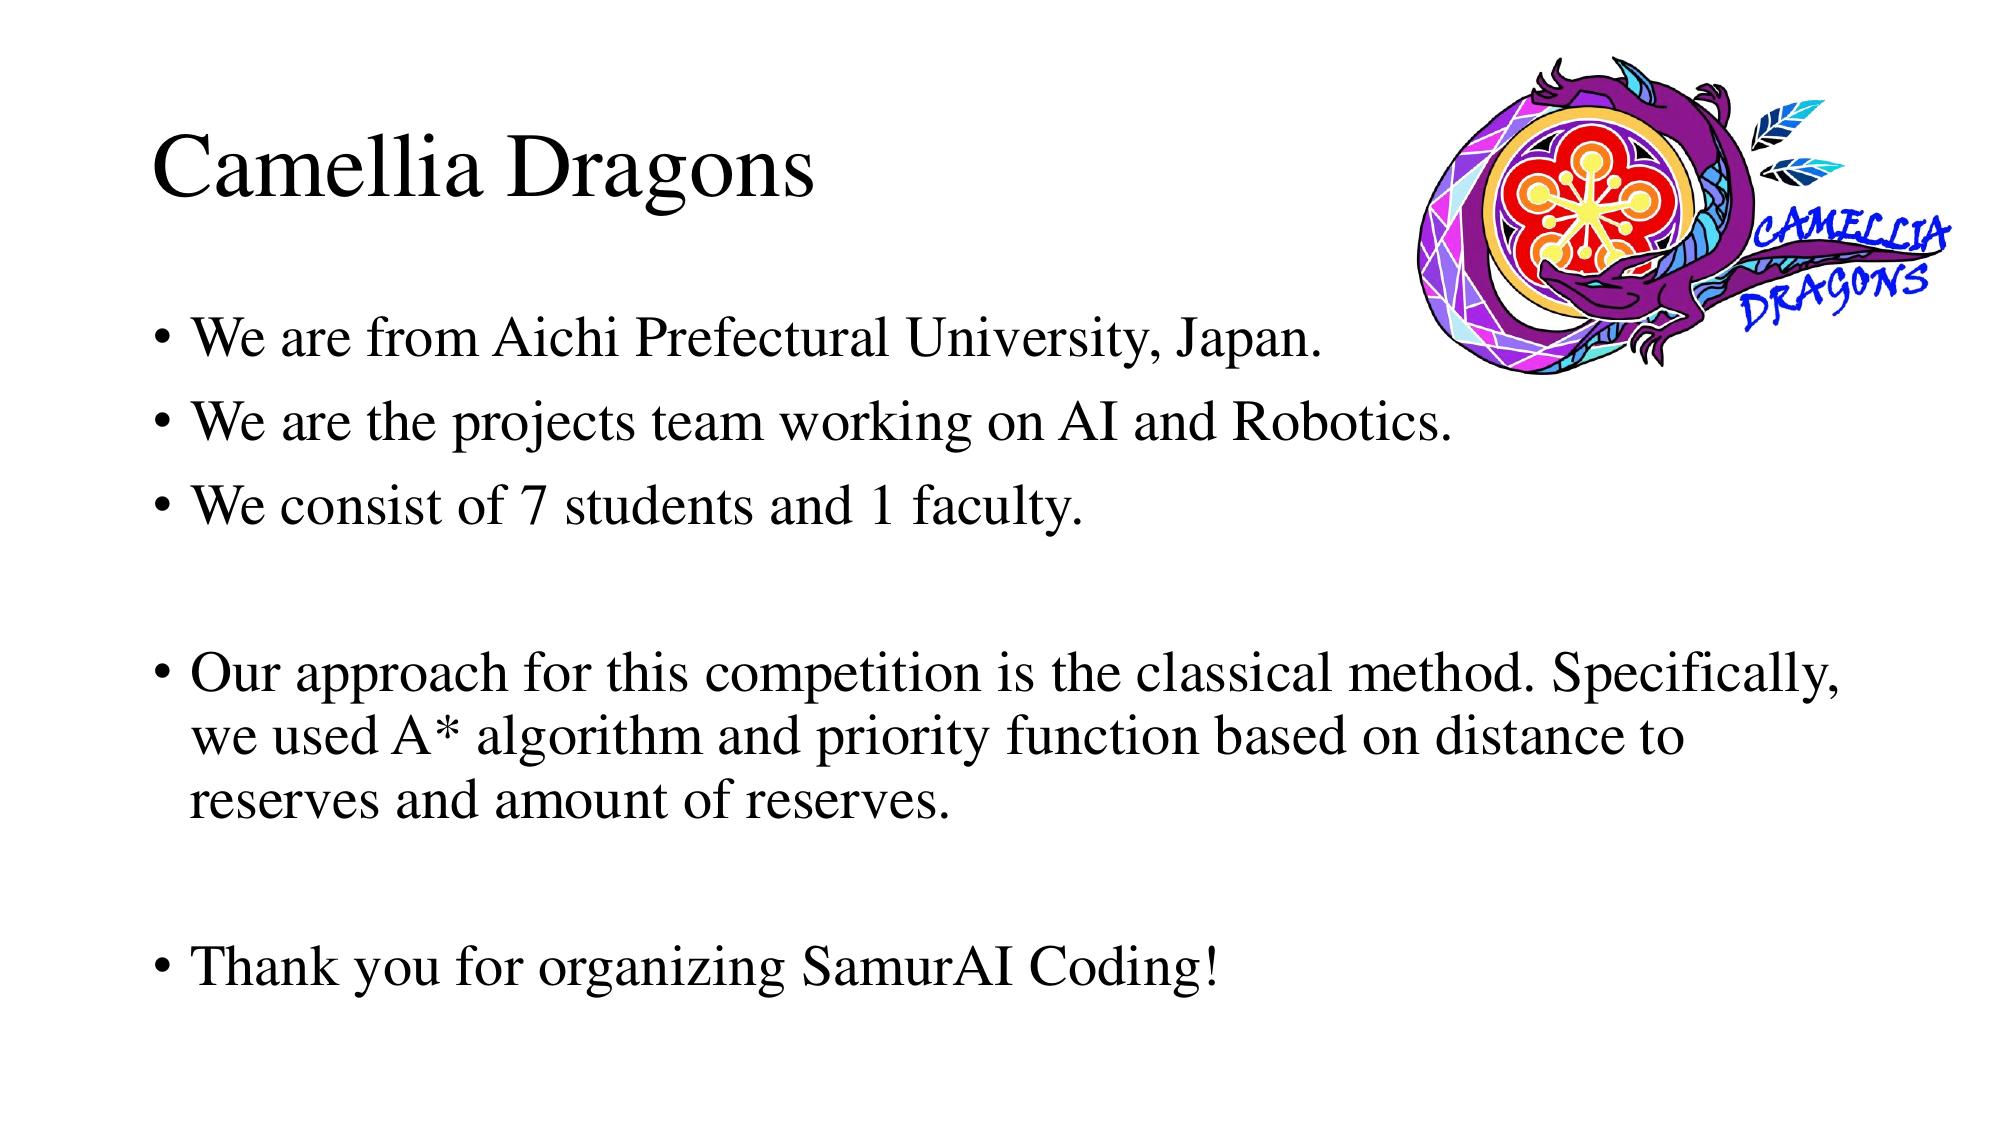 Camellia Dragons
CAMELLIA
DRAGONS
• We are from Aichi Prefectural University, Japan.
• We are the projects team working on AI and Robotics.
• We consist of 7 students and 1 faculty.
• Our approach for this competition is the classical method. Specifically,
we used A* algorithm and priority function based on distance to
reserves and amount of reserves.
• Thank you for organizing SamurAI Coding!